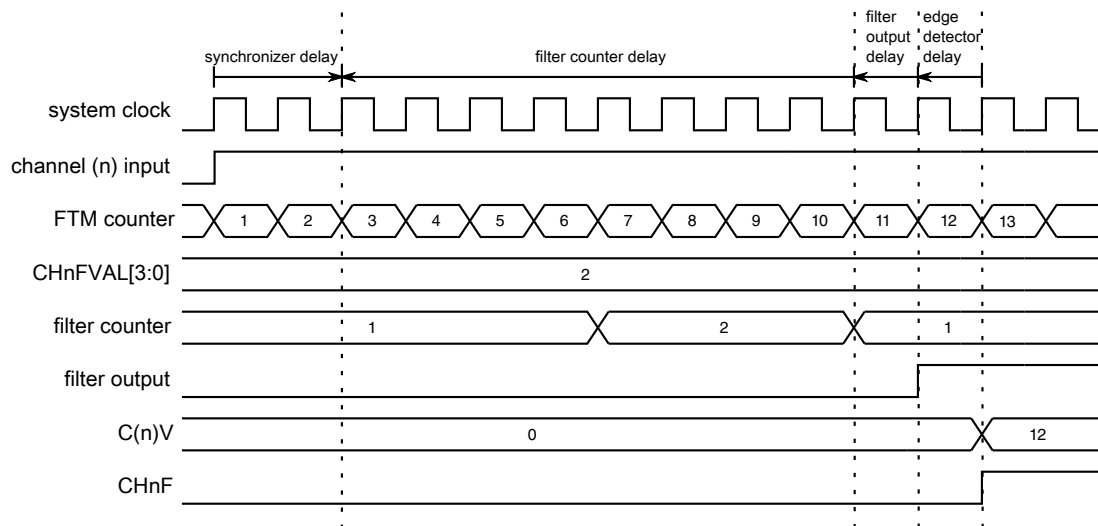 synchronizer delay
filter counter delay
filter
output
delay
edge
detector
delay
system clock
channel (n) input
FTM counter
1 2 3 4 5 6 7 8 9 10 11 12 13
CHnFVAL[3:0]
2
filter counter
1 2 1
filter output
C(n)V
0 12
CHnF